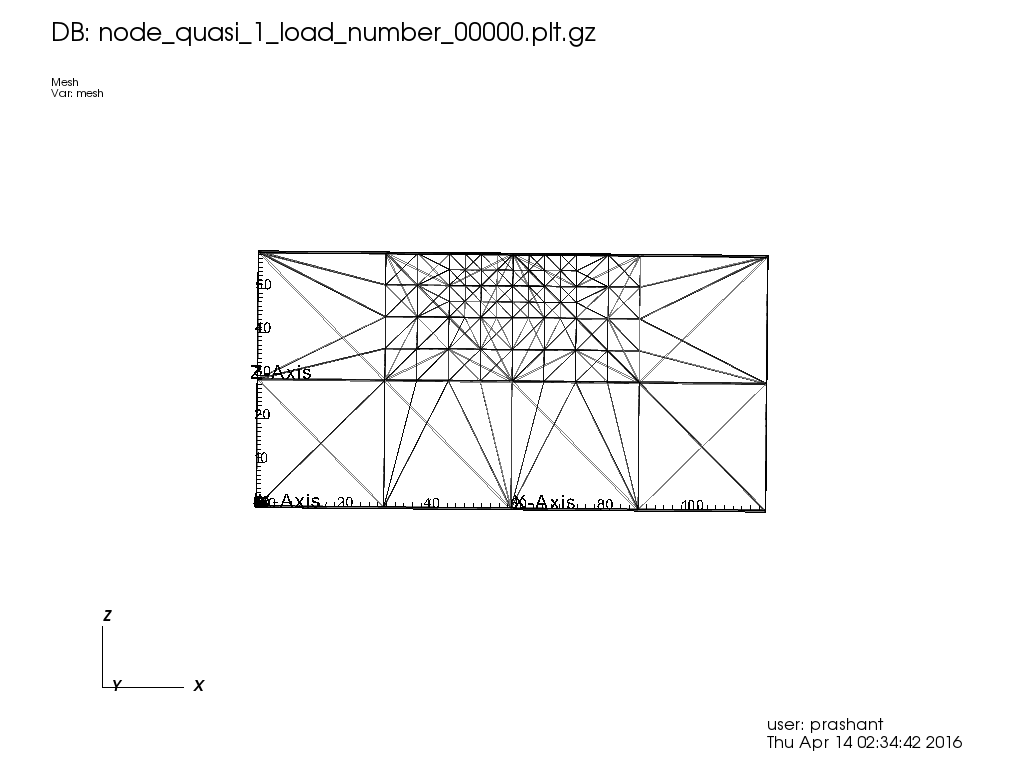 DB: node_quasi_1_load_number_00000.plt.gz
Mesh
Var: mesh
50
40
Z-Axis
20
10
Axis 20 40 X-Axis 80 100
Z
Y X
user: prashant
Thu Apr 14 02:34:42 2016